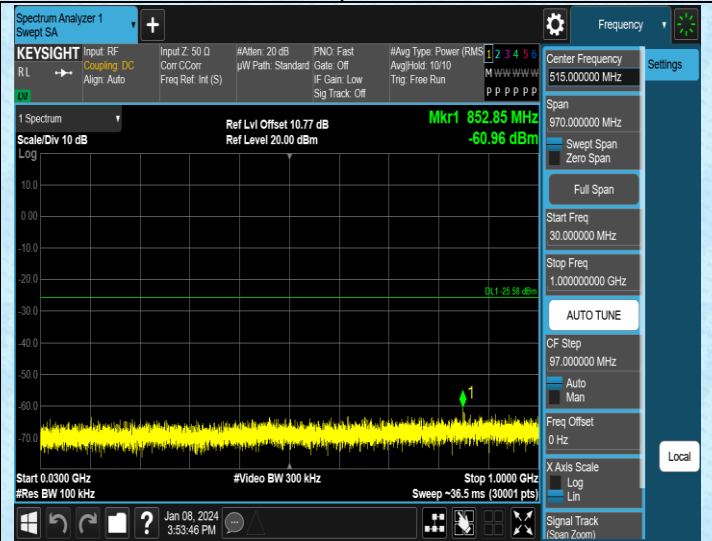 Spectrum Analyzer 1
Swept SA
+
Frequency
KEYSIGHT
RL
LXI
Input: RF
Coupling: DC
Align: Auto
Input Z: 50 Ω
Corr CCorr
Freq Ref: Int (S)
#Atten: 20 dB
µW Path: Standard
PNO: Fast
Gate: Off
IF Gain: Low
Sig Track: Off
#Avg Type: Power (RMS
Avg|Hold: 10/10
Trig: Free Run
1 2 3 4 5 6
M W W W W W
P P P P P P
1 Spectrum
Scale/Div 10 dB
Log
Ref Lvl Offset 10.77 dB
Ref Level 20.00 dBm
Mkr1 852.85 MHz
-60.96 dBm
10.0
0.00
-10.0
-20.0
DL1 -25.58 dBm
-30.0
-40.0
-50.0
1
-60.0
-70.0
Start 0.0300 GHz
#Res BW 100 kHz
#Video BW 300 kHz
Stop 1.0000 GHz
Sweep ~36.5 ms (30001 pts)
Center Frequency
515.000000 MHz
Settings
Span
970.000000 MHz
Swept Span
Zero Span
Full Span
Start Freq
30.000000 MHz
Stop Freq
1.000000000 GHz
AUTO TUNE
CF Step
97.000000 MHz
Auto
Man
Freq Offset
0 Hz
X Axis Scale
Log
Lin
Signal Track
(Span Zoom)
Local
?
Jan 08, 2024
3:53:46 PM